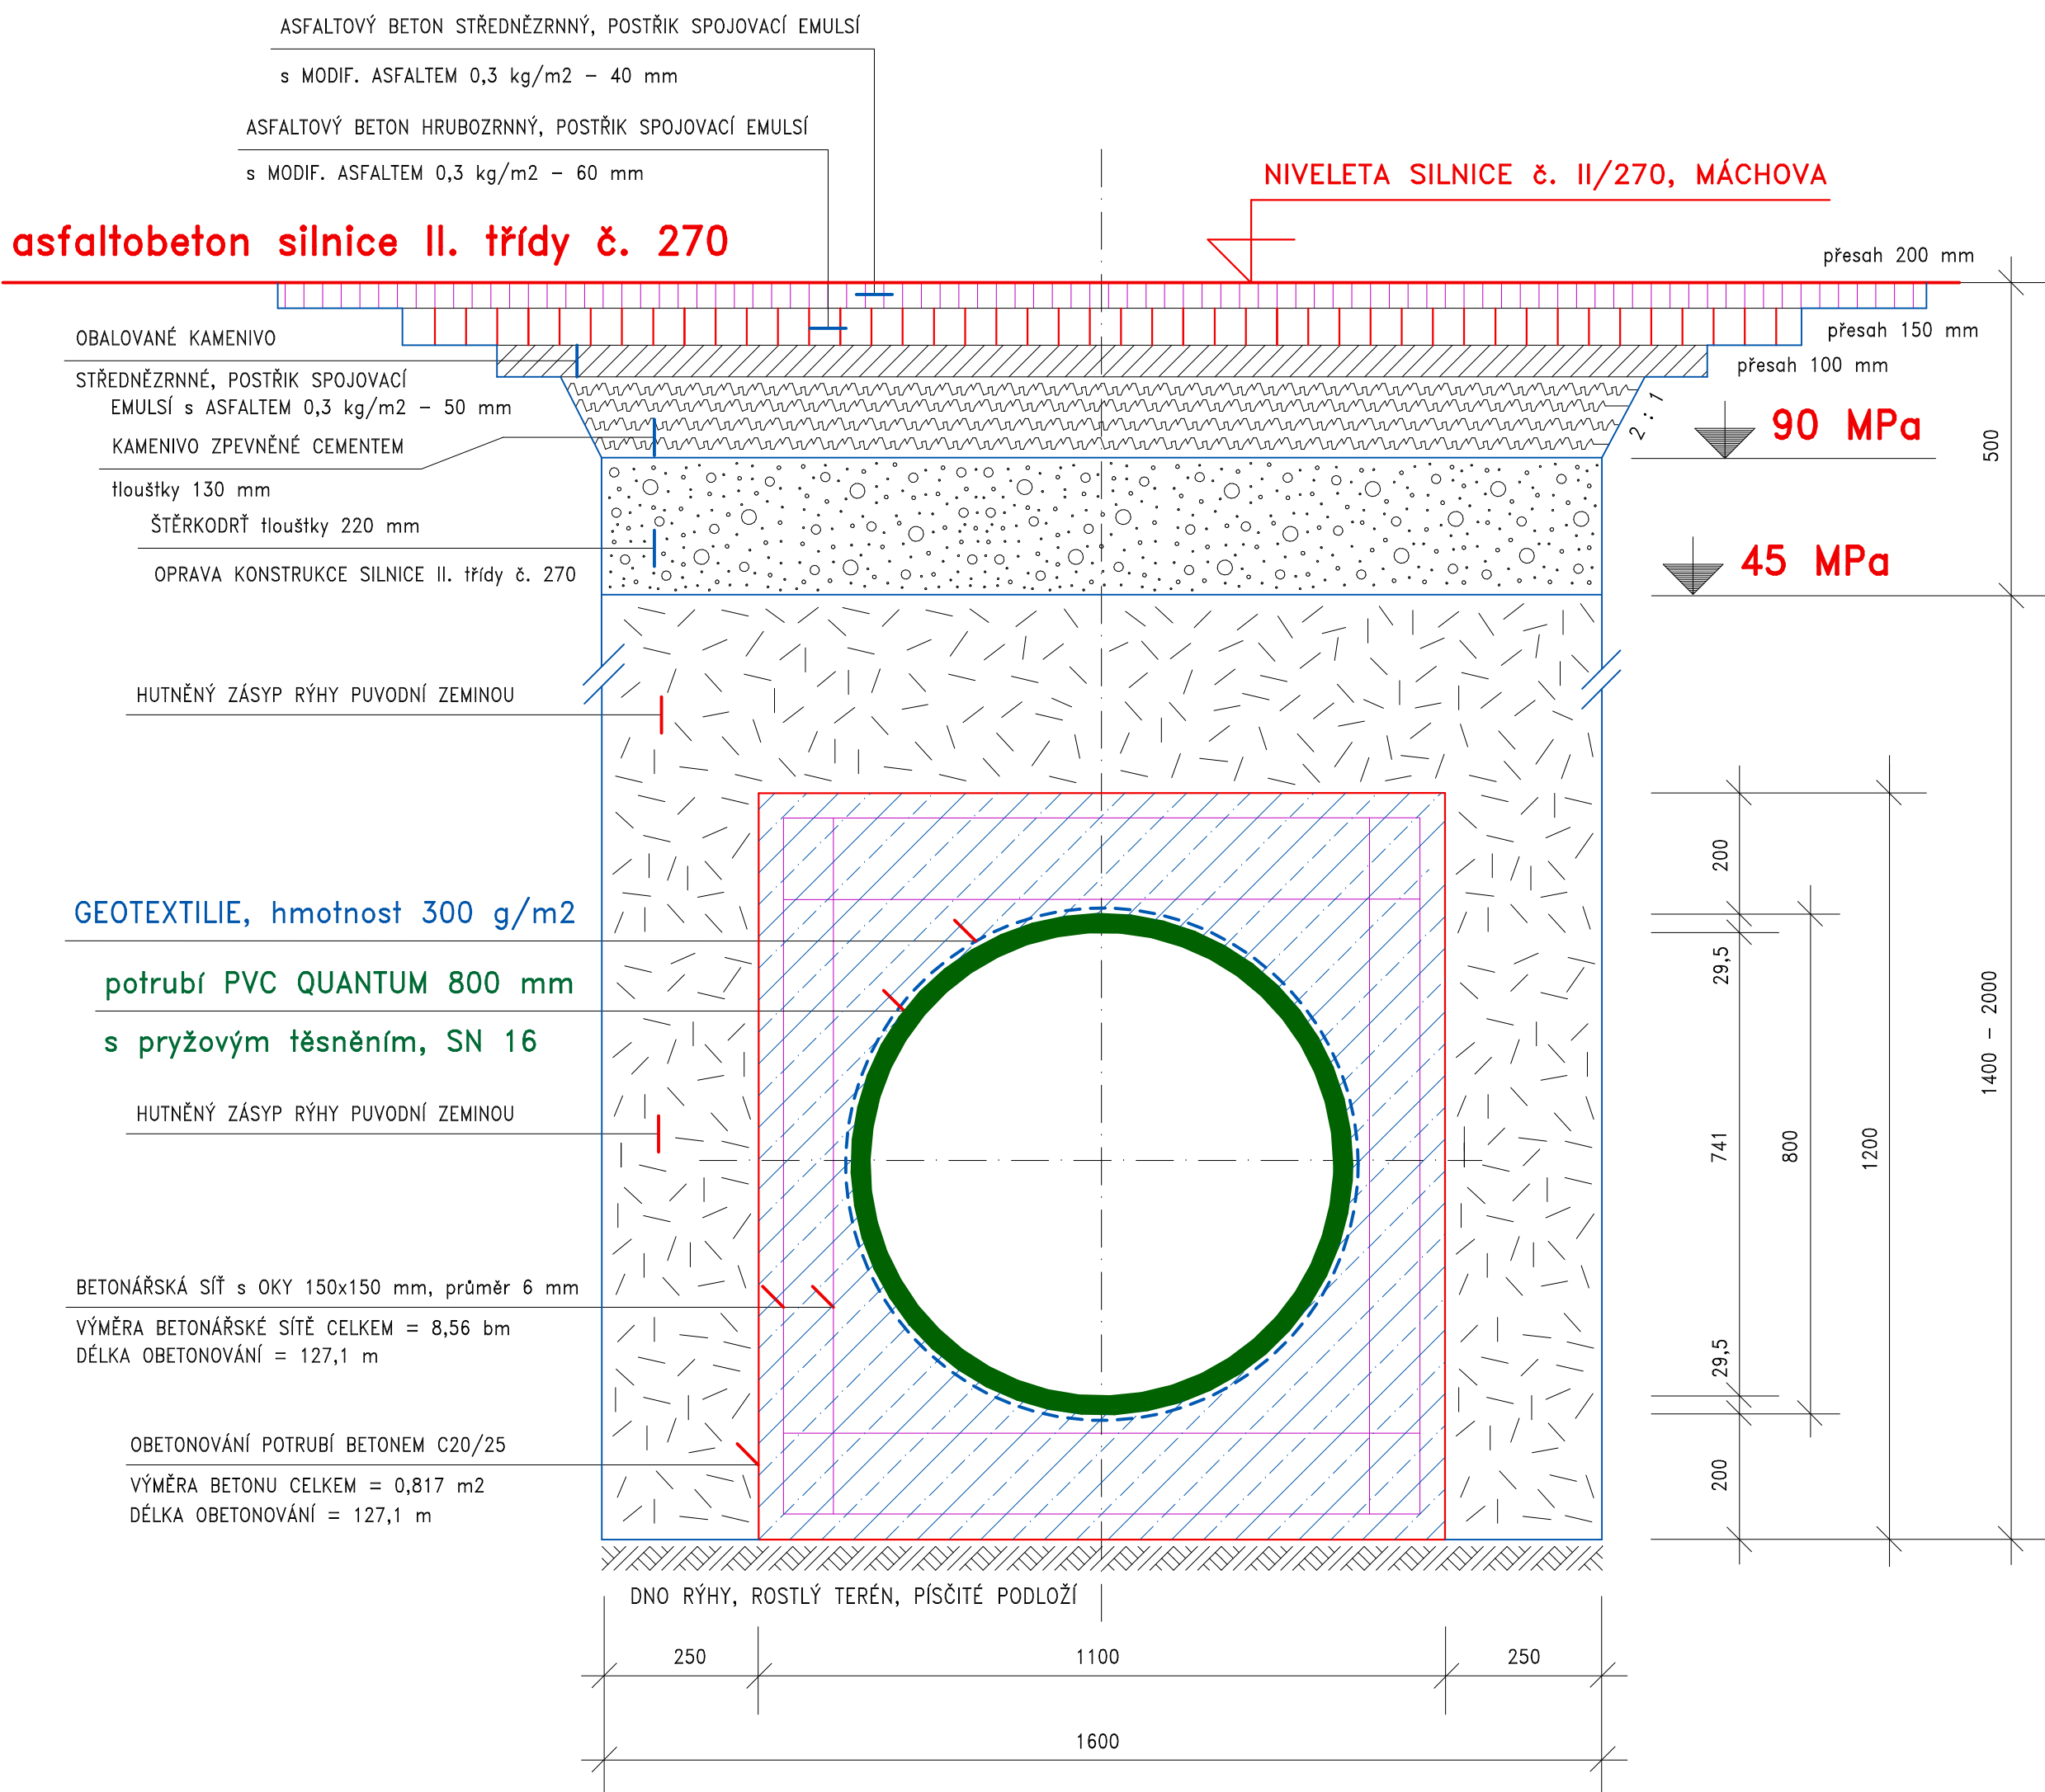 ASFALTOVÝ BETON STŘEDNĚZRNNÝ, POSTŘIK SPOJOVACÍ EMULSÍ
s MODIF. ASFALTEM 0,3 kg/m2 - 40 mm
ASFALTOVÝ BETON HRUBOZRNNÝ, POSTŘIK SPOJOVACÍ EMULSÍ
s MODIF. ASFALTEM 0,3 kg/m2 - 60 mm
NIVELETA SILNICE č. II/270, MÁCHOVA
asfaltobeton silnice II. třídy č. 270
přesah 200 mm
přesah 150 mm
přesah 100 mm
OBALOVANÉ KAMENIVO
STŘEDNĚZRNNÉ, POSTŘIK SPOJOVACÍ
EMULSÍ s ASFALTEM 0,3 kg/m2 - 50 mm
2 : 1
90 MPa
500
KAMENIVO ZPEVNĚNÉ CEMENTEM
tloušťky 130 mm
ŠTĚRKODRŤ tloušťky 220 mm
OPRAVA KONSTRUKCE SILNICE II. třídy č. 270
45 MPa
HUTNĚNÝ ZÁSYP RÝHY PUVODNÍ ZEMINOU
GEOTEXTILIE, hmotnost 300 g/m2
potrubí PVC QUANTUM 800 mm
s pryžovým těsněním, SN 16
HUTNĚNÝ ZÁSYP RÝHY PUVODNÍ ZEMINOU
200
29,5
741
800
1200
1400 - 2000
29,5
200
BETONÁŘSKÁ SÍŤ s OKY 150x150 mm, průměr 6 mm
VÝMĚRA BETONÁŘSKÉ SÍTĚ CELKEM = 8,56 bm
DÉLKA OBETONOVÁNÍ = 127,1 m
OBETONOVÁNÍ POTRUBÍ BETONEM C20/25
VÝMĚRA BETONU CELKEM = 0,817 m2
DÉLKA OBETONOVÁNÍ = 127,1 m
DNO RÝHY, ROSTLÝ TERÉN, PÍSČITÉ PODLOŽÍ
250
1100
250
1600